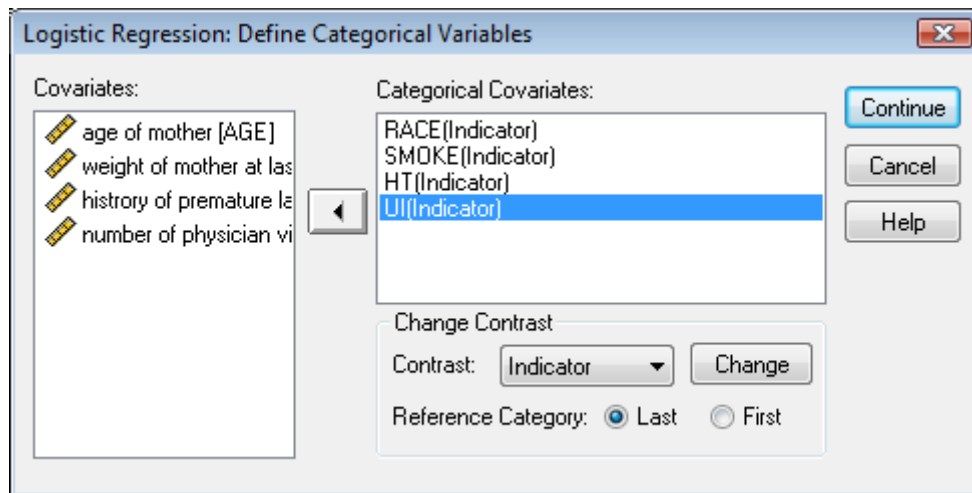 Logistic Regression: Define Categorical Variables
Covariates:
age of mother [AGE]
weight of mother at las
histrory of premature la
number of physician vi
Categorical Covariates:
RACE(Indicator)
SMOKE(Indicator)
HT(Indicator)
UI(Indicator)
Change Contrast
Contrast:
Indicator
Change
Reference Category:
Last
First
Continue
Cancel
Help